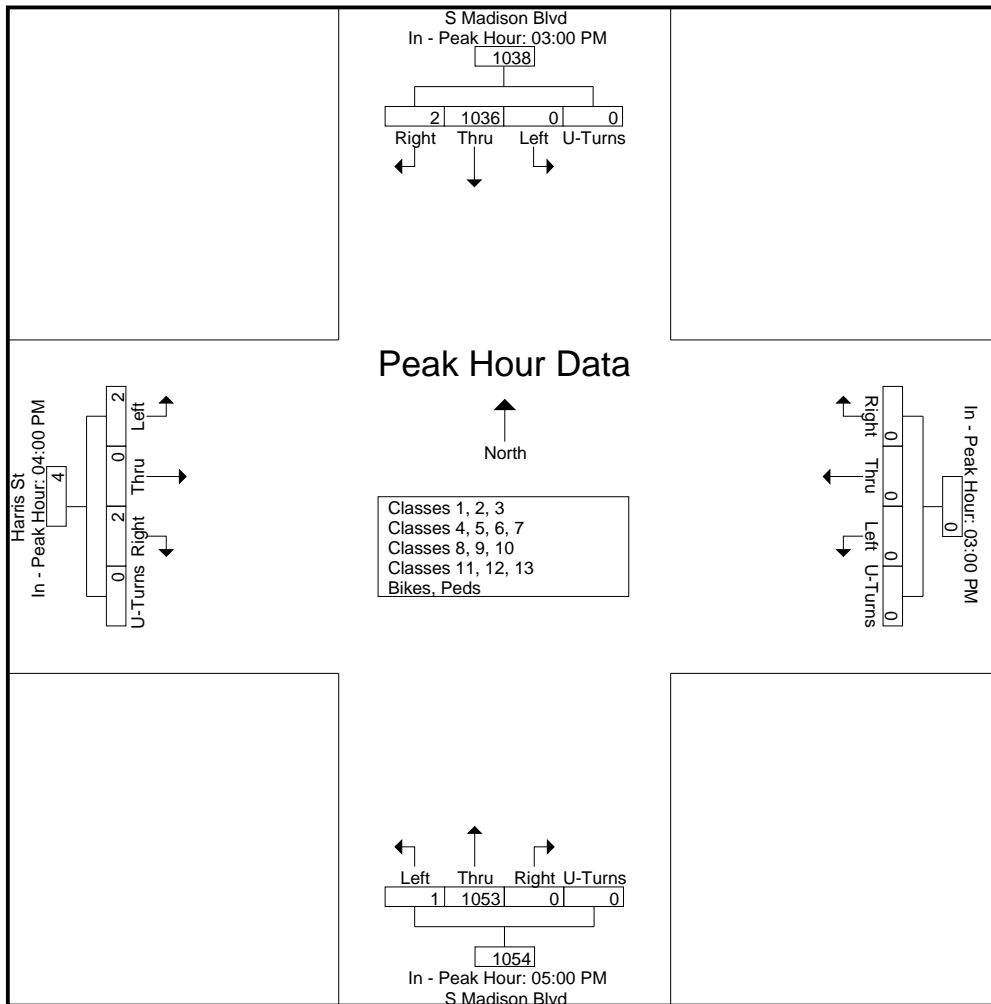 S Madison Blvd
In - Peak Hour: 03:00 PM
1038
2 1036 0 0
Right Thru Left U-Turns
Peak Hour Data
North
Classes 1, 2, 3
Classes 4, 5, 6, 7
Classes 8, 9, 10
Classes 11, 12, 13
Bikes, Peds
Harris St
In - Peak Hour: 04:00 PM
4
2 0 2 0
Left Thru Right U-Turns
Right Thru Left U-Turns
0 0 0 0
0
In - Peak Hour: 03:00 PM
Left Thru Right U-Turns
1 1053 0 0
1054
In - Peak Hour: 05:00 PM
S Madison Blvd